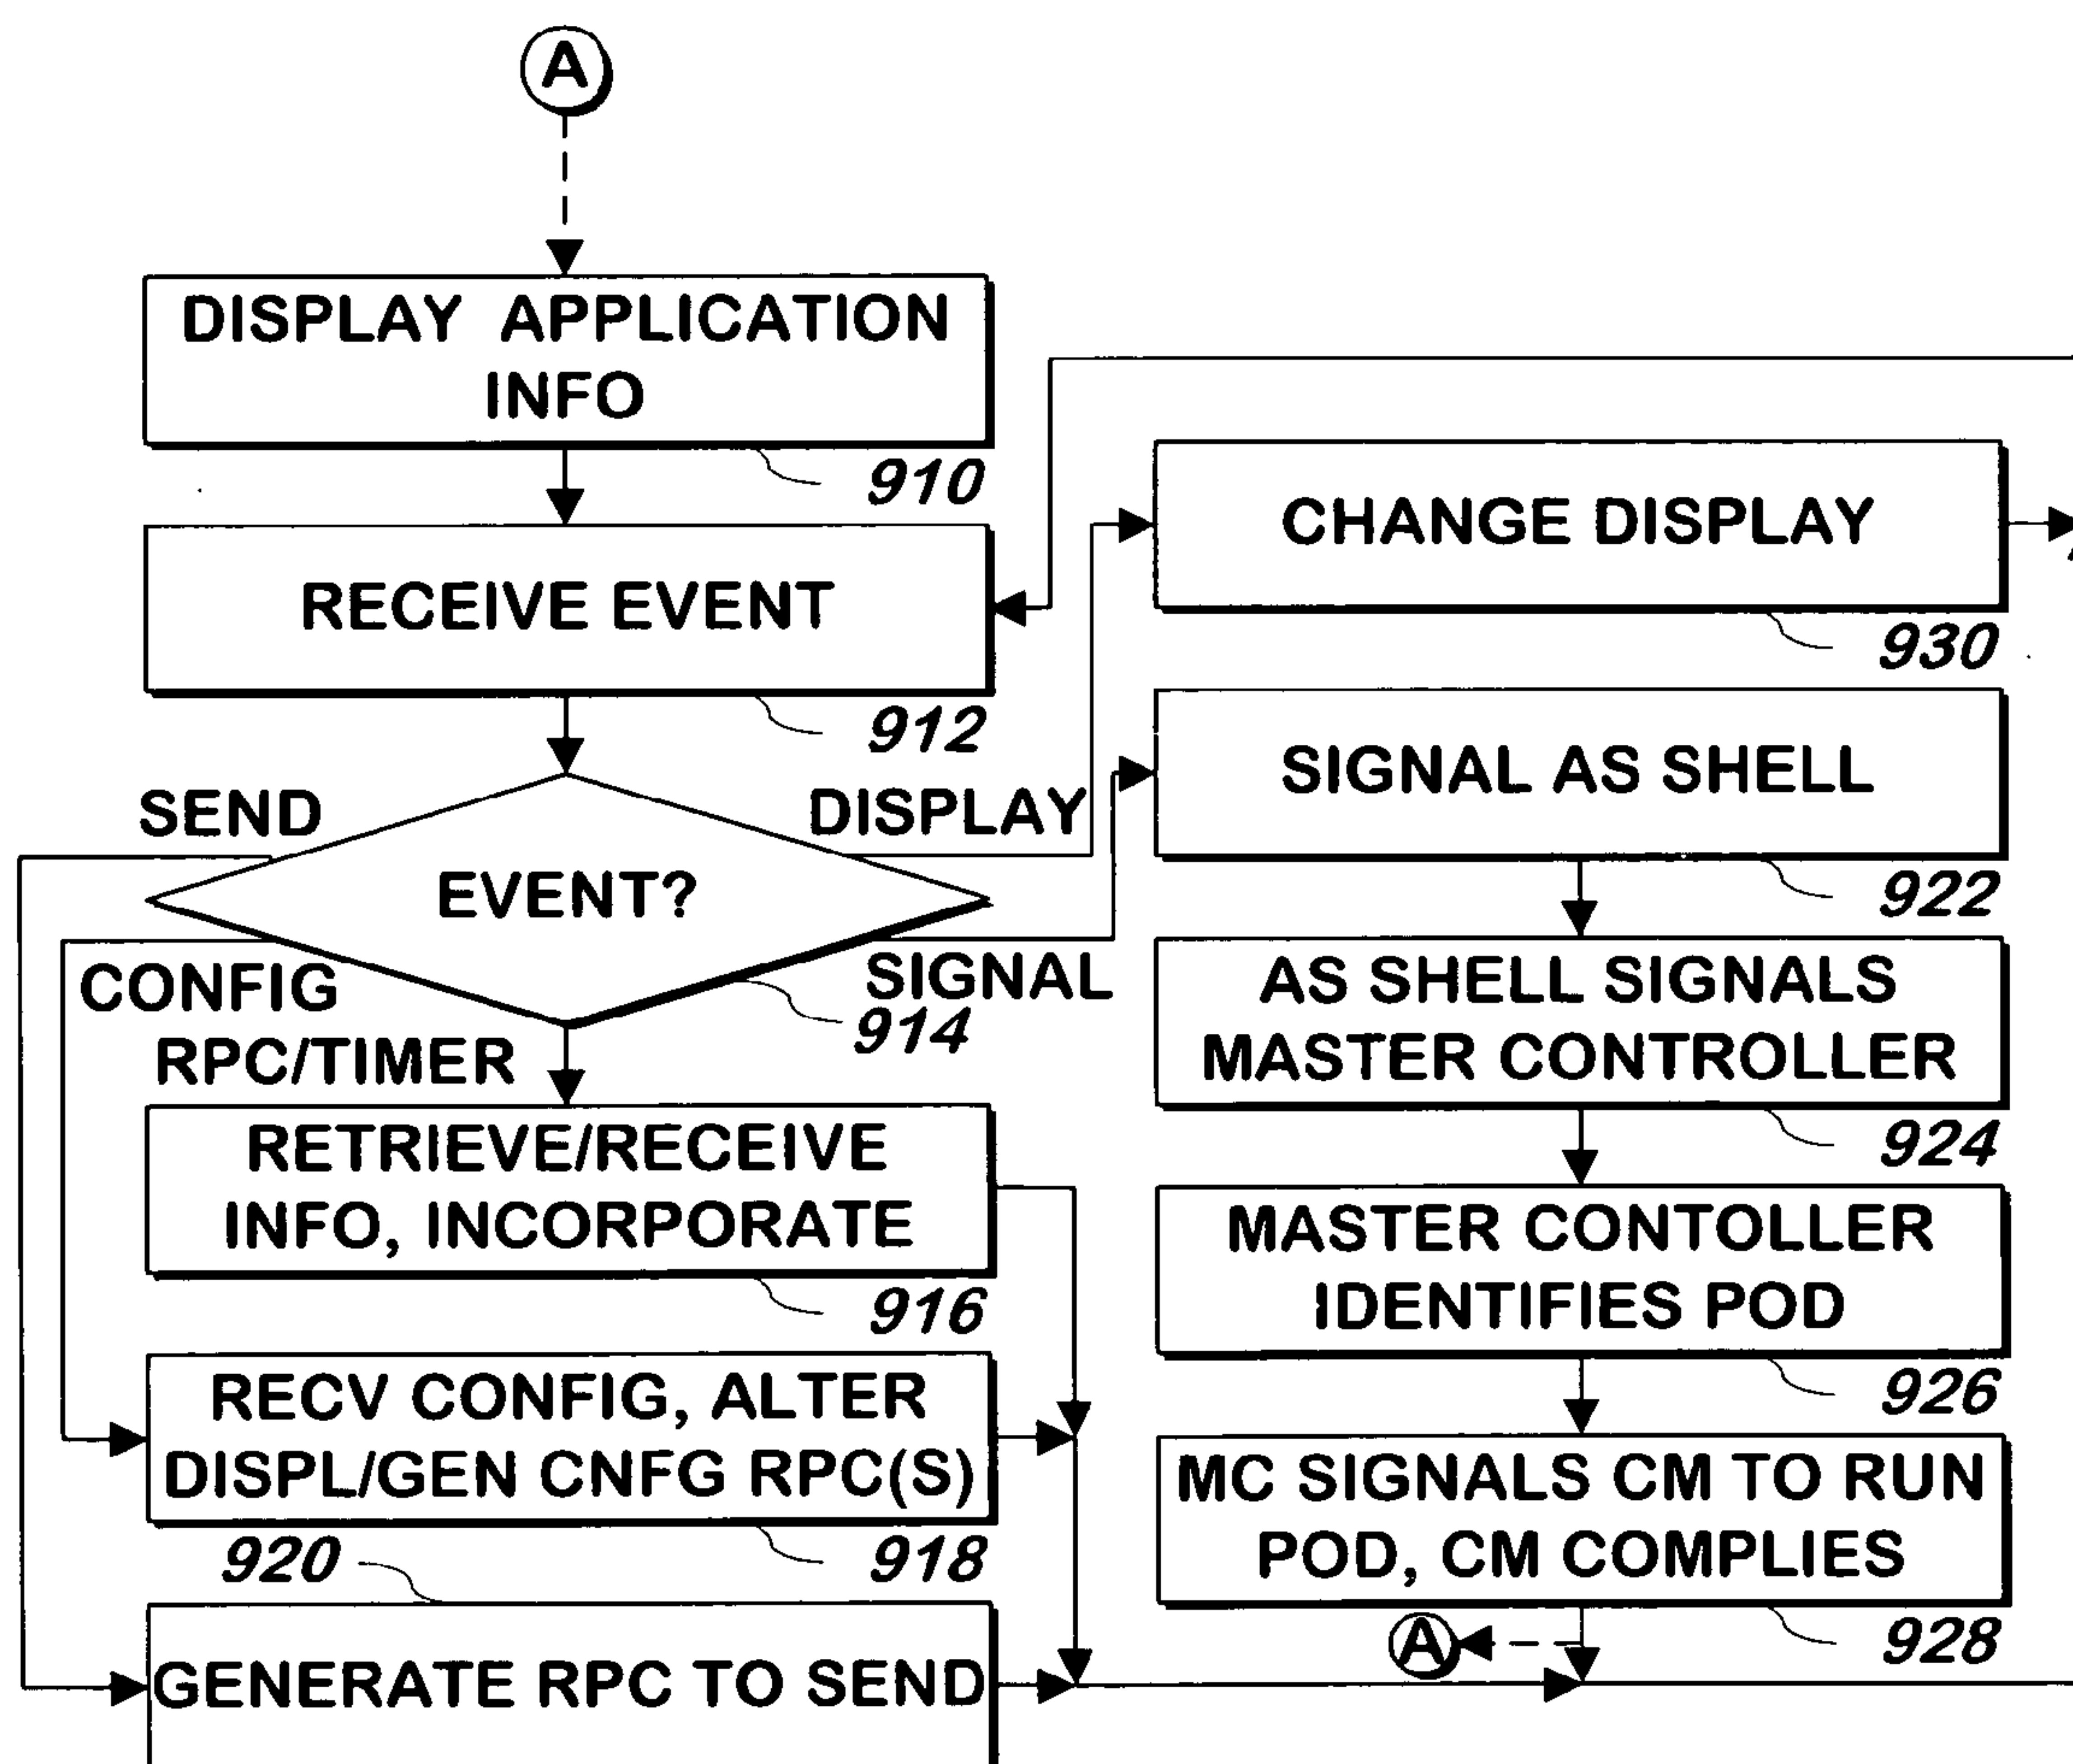 A
DISPLAY APPLICATION
INFO
910
RECEIVE EVENT
912
CHANGE DISPLAY
930
SEND
DISPLAY
EVENT?
CONFIG
SIGNAL
914
RPC/TIMER
SIGNAL AS SHELL
922
AS SHELL SIGNALS
MASTER CONTROLLER
924
RETRIEVE/RECEIVE
INFO, INCORPORATE
916
MASTER CONTOLLER
IDENTIFIES POD
926
RECV CONFIG, ALTER
DISPL/GEN CNFG RPC(S)
918
MC SIGNALS CM TO RUN
POD, CM COMPLIES
928
A
920
GENERATE RPC TO SEND